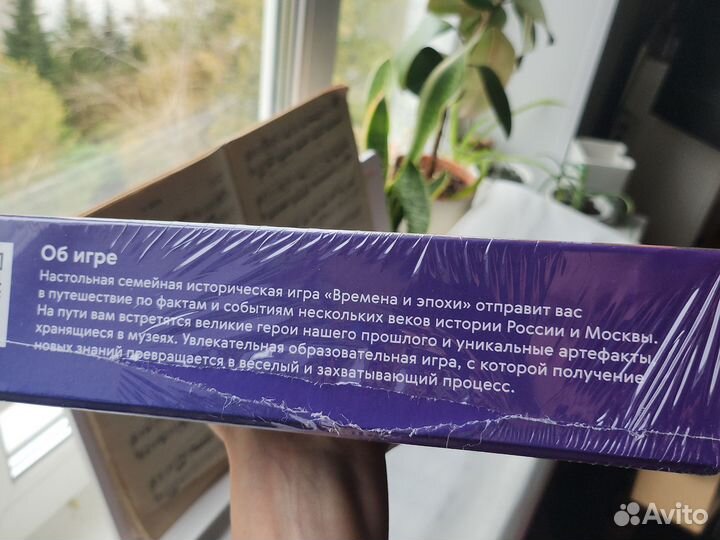 Об игре
Настольная семейная историческая игра «Времена и эпохи» отправит вас
в путешествие по фактам и событиям нескольких веков истории России и Москвы.
На пути вам встретятся великие герои нашего прошлого и уникальные артефакты,
хранящиеся в музеях. Увлекательная образовательная игра, с которой получение
новых знаний превращается в веселый и захватывающий процесс.
Avito